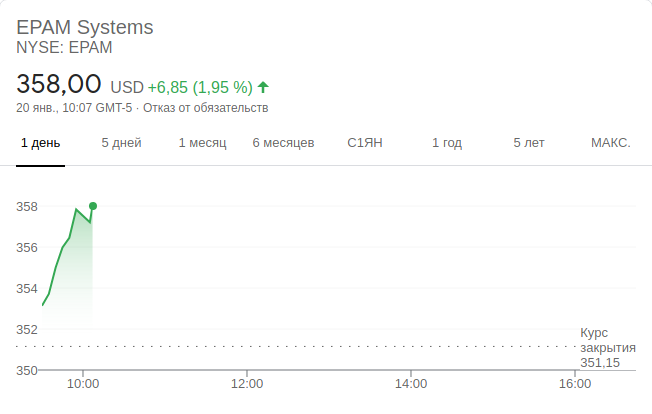 EPAM Systems
NYSE: EPAM
358,00 USD +6,85 (1,95 %)
20 янв., 10:07 GMT-5 · Отказ от обязательств
1 день 5 дней 1 месяц 6 месяцев С1ЯН 1 год 5 лет МАКС.
358
356
354
352
Курс
закрытия
351,15
350
10:00 12:00 14:00 16:00